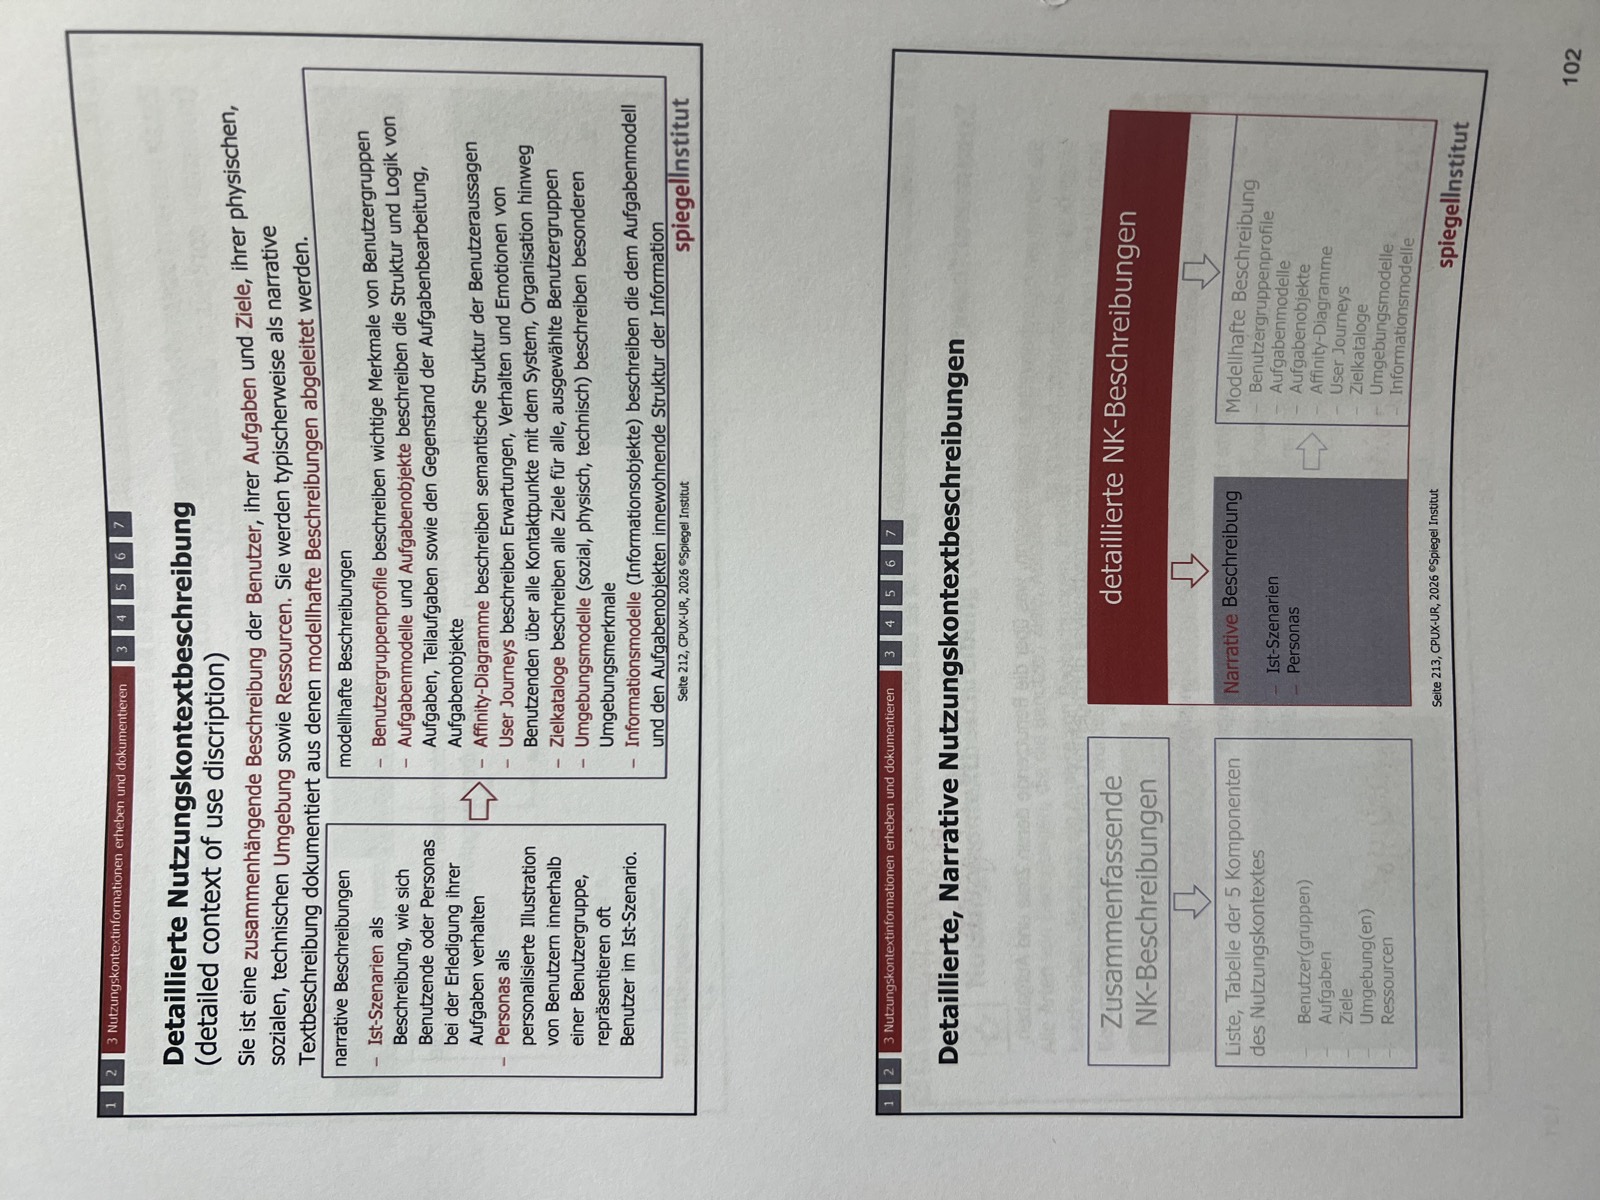 1 2 3 Nutzungskontextinformationen erheben und dokumentieren 3 4 5 6 7
Detaillierte Nutzungskontextbeschreibung
(detailed context of use discription)
Sie ist eine zusammenhängende Beschreibung der Benutzer, ihrer Aufgaben und Ziele, ihrer physischen,
sozialen, technischen Umgebung sowie Ressourcen. Sie werden typischerweise als narrative
Textbeschreibung dokumentiert aus denen modellhafte Beschreibungen abgeleitet werden.
narrative Beschreibungen
– Ist-Szenarien als
Beschreibung, wie sich
Benutzende oder Personas
bei der Erledigung ihrer
Aufgaben verhalten
– Personas als
personalisierte Illustration
von Benutzern innerhalb
einer Benutzergruppe,
repräsentieren oft
Benutzer im Ist-Szenario.
modellhafte Beschreibungen
– Benutzergruppenprofile beschreiben wichtige Merkmale von Benutzergruppen
– Aufgabenmodelle und Aufgabenobjekte beschreiben die Struktur und Logik von
Aufgaben, Teilaufgaben sowie den Gegenstand der Aufgabenbearbeitung,
Aufgabenobjekte
– Affinity-Diagramme beschreiben semantische Struktur der Benutzeraussagen
– User Journeys beschreiben Erwartungen, Verhalten und Emotionen von
Benutzenden über alle Kontaktpunkte mit dem System, Organisation hinweg
– Zielkataloge beschreiben alle Ziele für alle, ausgewählte Benutzergruppen
– Umgebungsmodelle (sozial, physisch, technisch) beschreiben besonderen
Umgebungsmerkmale
– Informationsmodelle (Informationsobjekte) beschreiben die dem Aufgabenmodell
und den Aufgabenobjekten innewohnende Struktur der Information
Seite 212, CPUX-UR, 2026 ©Spiegel Institut
spiegelInstitut
1 2 3 Nutzungskontextinformationen erheben und dokumentieren 3 4 5 6 7
Detaillierte, Narrative Nutzungskontextbeschreibungen
Zusammenfassende
NK-Beschreibungen
Liste, Tabelle der 5 Komponenten
des Nutzungskontextes
– Benutzer(gruppen)
– Aufgaben
– Ziele
– Umgebung(en)
– Ressourcen
detaillierte NK-Beschreibungen
Narrative Beschreibung
– Ist-Szenarien
– Personas
Modellhafte Beschreibung
– Benutzergruppenprofile
– Aufgabenmodelle
– Aufgabenobjekte
– Affinity-Diagramme
– User Journeys
– Zielkataloge
– Umgebungsmodelle
– Informationsmodelle
Seite 213, CPUX-UR, 2026 ©Spiegel Institut
spiegelInstitut
102